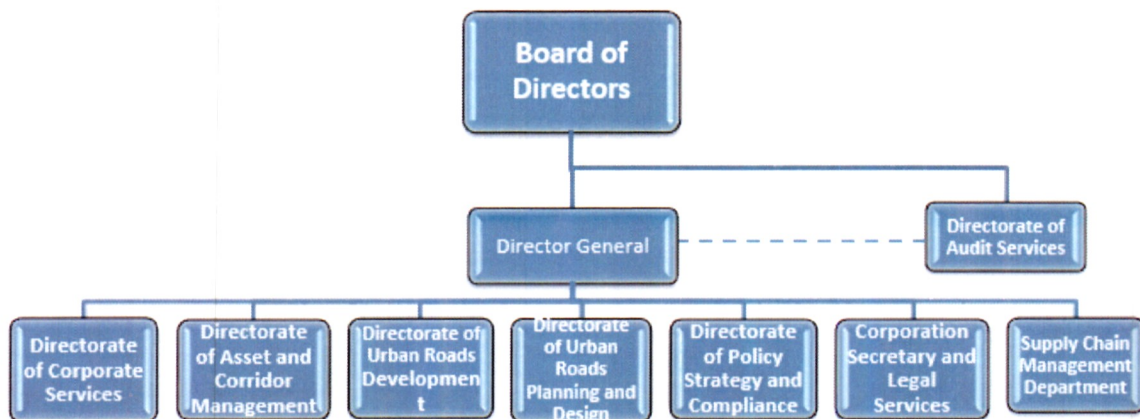 Board of
Directors
Director General
Directorate of
Audit Services
Directorate
of Corporate
Services
Directorate
of Asset and
Corridor
Management
Directorate of
Urban Roads
Developmen
t
Directorate
of Urban
Roads
Planning and
Design
Directorate
of Policy
Strategy and
Compliance
Corporation
Secretary and
Legal
Services
Supply Chain
Management
Department